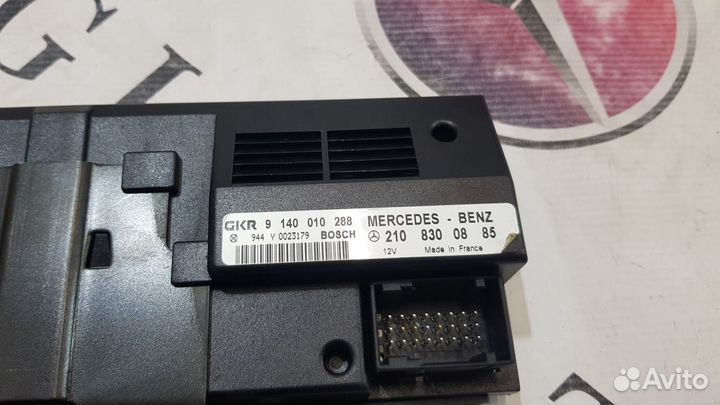 GKR 9 140 010 288 MERCEDES - BENZ
944 Y 0023179 BOSCH 210 830 08 85
12V Made in France
Avito